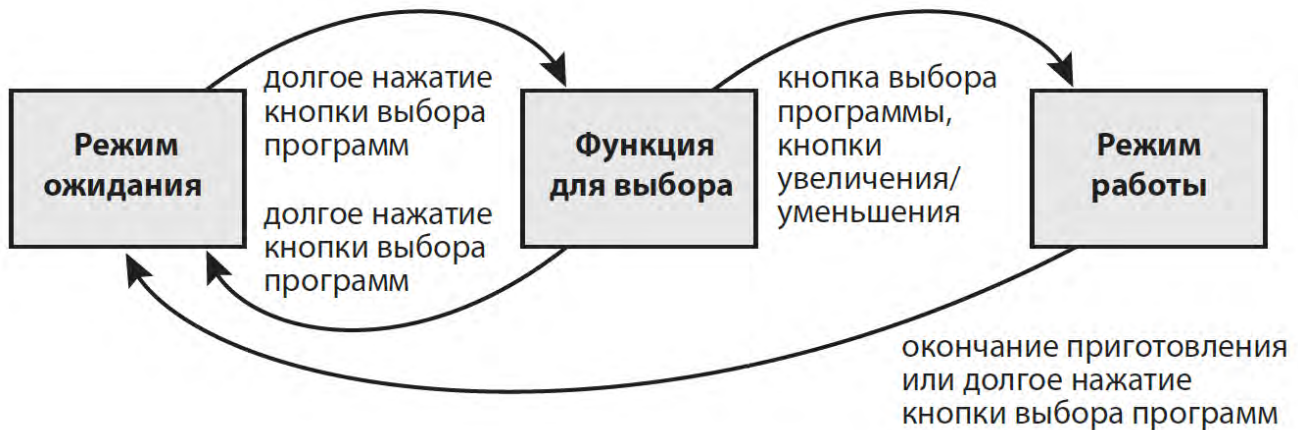 долгое нажатие
кнопки выбора
программ
кнопка выбора
программы,
кнопки
увеличения/
уменьшения
Режим
ожидания
Функция
для выбора
Режим
работы
долгое нажатие
кнопки выбора
программ
окончание приготовления
или долгое нажатие
кнопки выбора программ